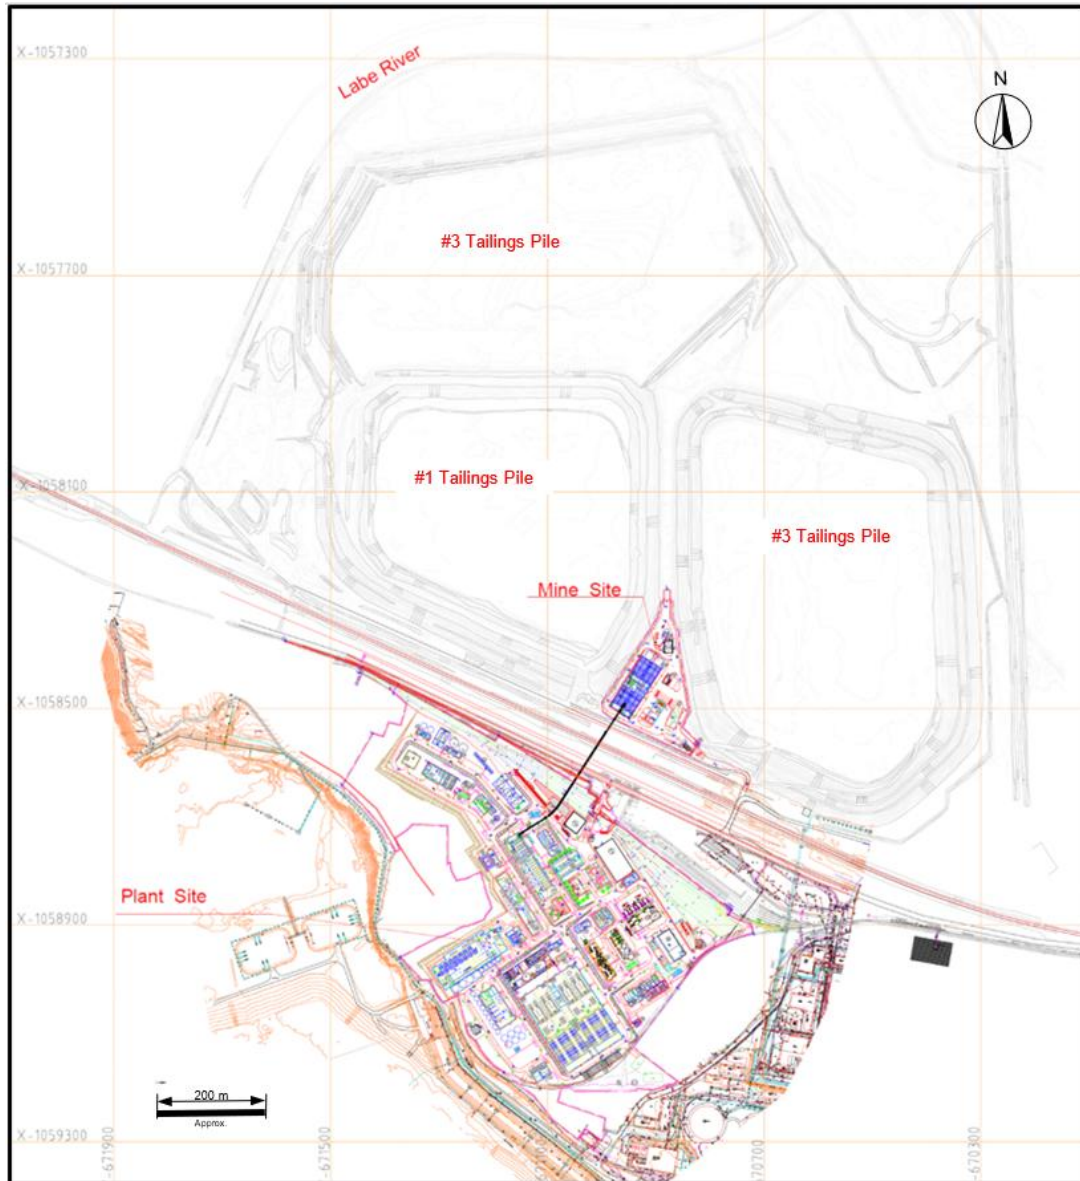 X-1057300
Labe River
N
#3 Tailings Pile
X-1057700
#1 Tailings Pile
X-1058100
#3 Tailings Pile
Mine Site
X-1058500
Plant Site
X-1058900
200 m
Approx.
X-1059300
-671900
-671500
-670300